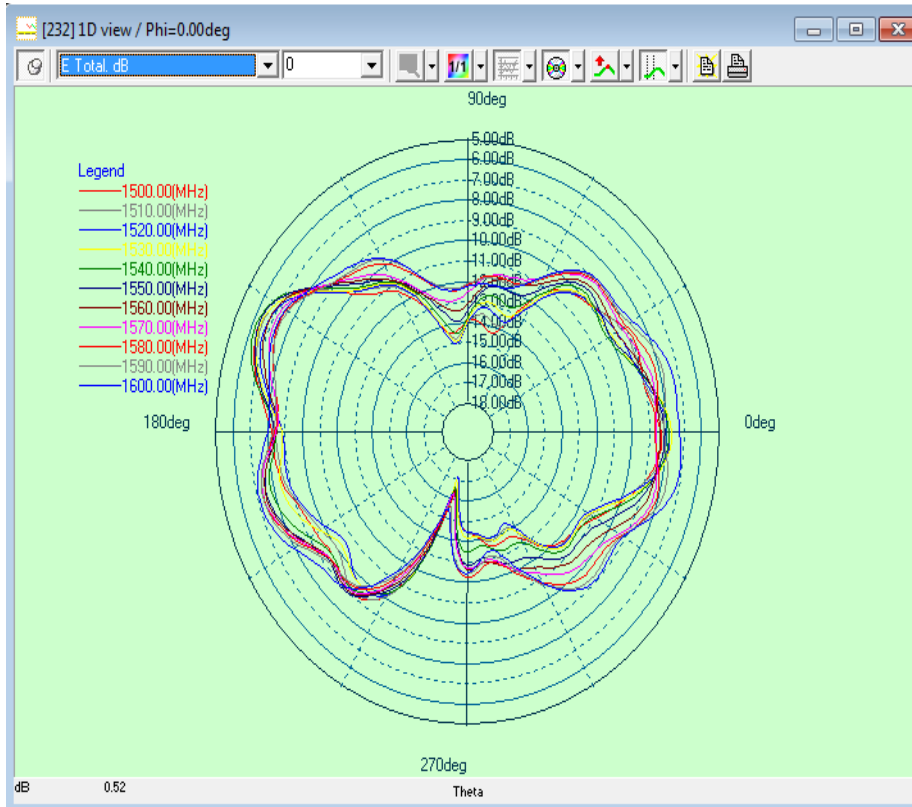 [232] 1D view / Phi=0.00deg
E Total. dB
0
1/1
90deg
Legend
1500.00(MHz)
1510.00(MHz)
1520.00(MHz)
1530.00(MHz)
1540.00(MHz)
1550.00(MHz)
1560.00(MHz)
1570.00(MHz)
1580.00(MHz)
1590.00(MHz)
1600.00(MHz)
5.00dB
6.00dB
-7.00dB
-8.00dB
-9.00dB
10.00dB
11.00dB
12.00dB
13.00dB
14.00dB
15.00dB
16.00dB
17.00dB
18.00dB
180deg
0deg
270deg
dB
0.52
Theta